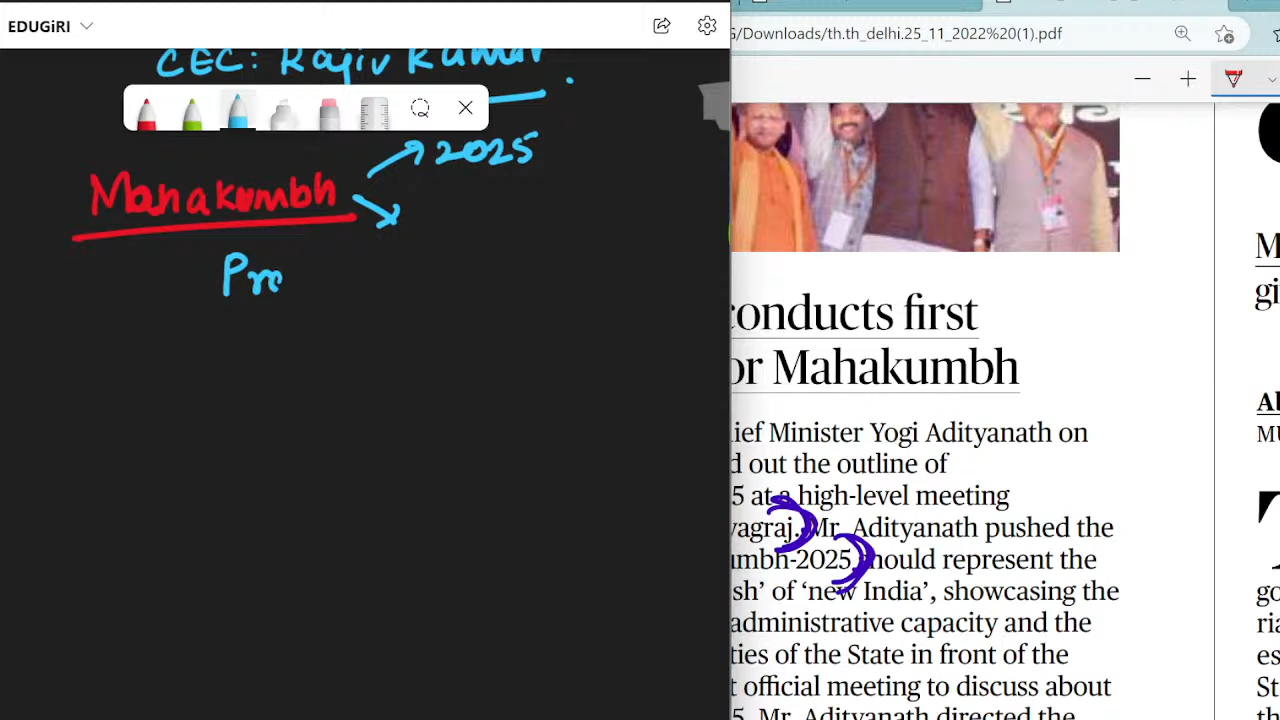 EDUGiRI
CEC: Rajiv Kumar
2025
Mahakumbh
Pra
S/Downloads/th.th_delhi.25_11_2022%20(1).pdf
conducts first
or Mahakumbh
ief Minister Yogi Adityanath on
d out the outline of
5 at a high-level meeting
yagraj. Mr. Adityanath pushed the
umbh-2025 should represent the
sh’ of ‘new India’, showcasing the
administrative capacity and the
ties of the State in front of the
t official meeting to discuss about
5. Mr. Adityanath directed the
M
gi
Al
MU
T
go
ria
es
St
th